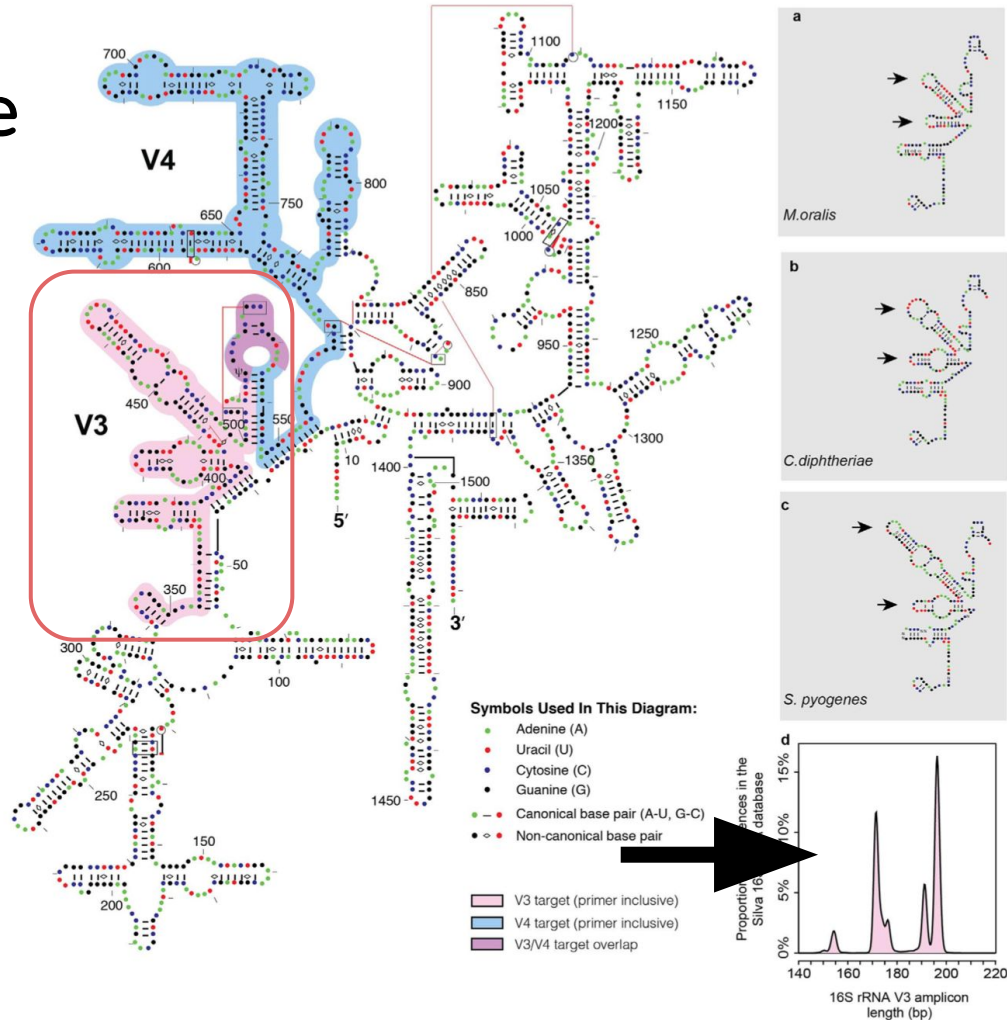 e
700
V4
650
750
800
600
V3
450
500
550
400
50
350
300
100
250
200
150
10
5′
1400
1500
3′
1450
850
900
950
1000
1050
1100
1150
1200
1250
1300
1350
Symbols Used In This Diagram:
Adenine (A)
Uracil (U)
Cytosine (C)
Guanine (G)
Canonical base pair (A-U, G-C)
Non-canonical base pair
V3 target (primer inclusive)
V4 target (primer inclusive)
V3/V4 target overlap
a
M.oralis
b
C.diphtheriae
c
S. pyogenes
d
Proportion
ences in the
Silva 16
database
15%
10%
5%
0%
140 160 180 200 220
16S rRNA V3 amplicon
length (bp)